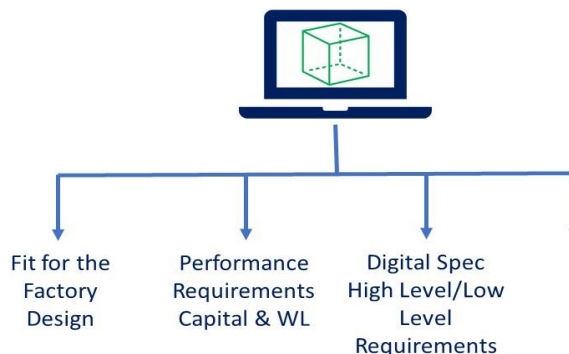 Fit for the
Factory
Design
Performance
Requirements
Capital & WL
Digital Spec
High Level/Low
Level
Requirements